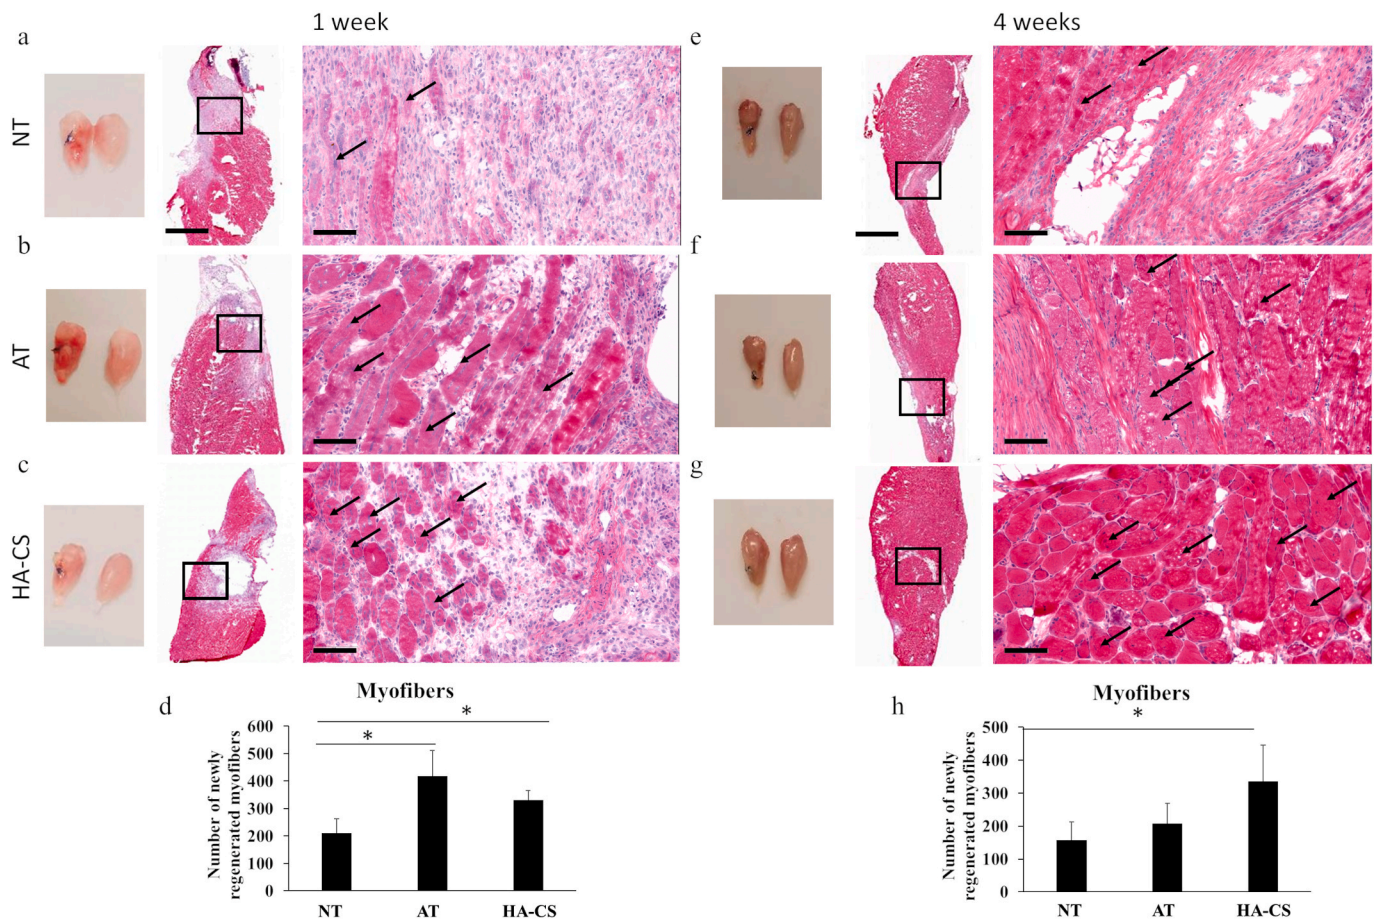 1 week
4 weeks
a
e
NT
b
f
AT
c
g
HA-CS
d
Myofibers
*
*
Number of newly
regenerated myofibers
600
500
400
300
200
100
0
NT AT HA-CS
h
Myofibers
*
Number of newly
regenerated myofibers
500
400
300
200
100
0
NT AT HA-CS